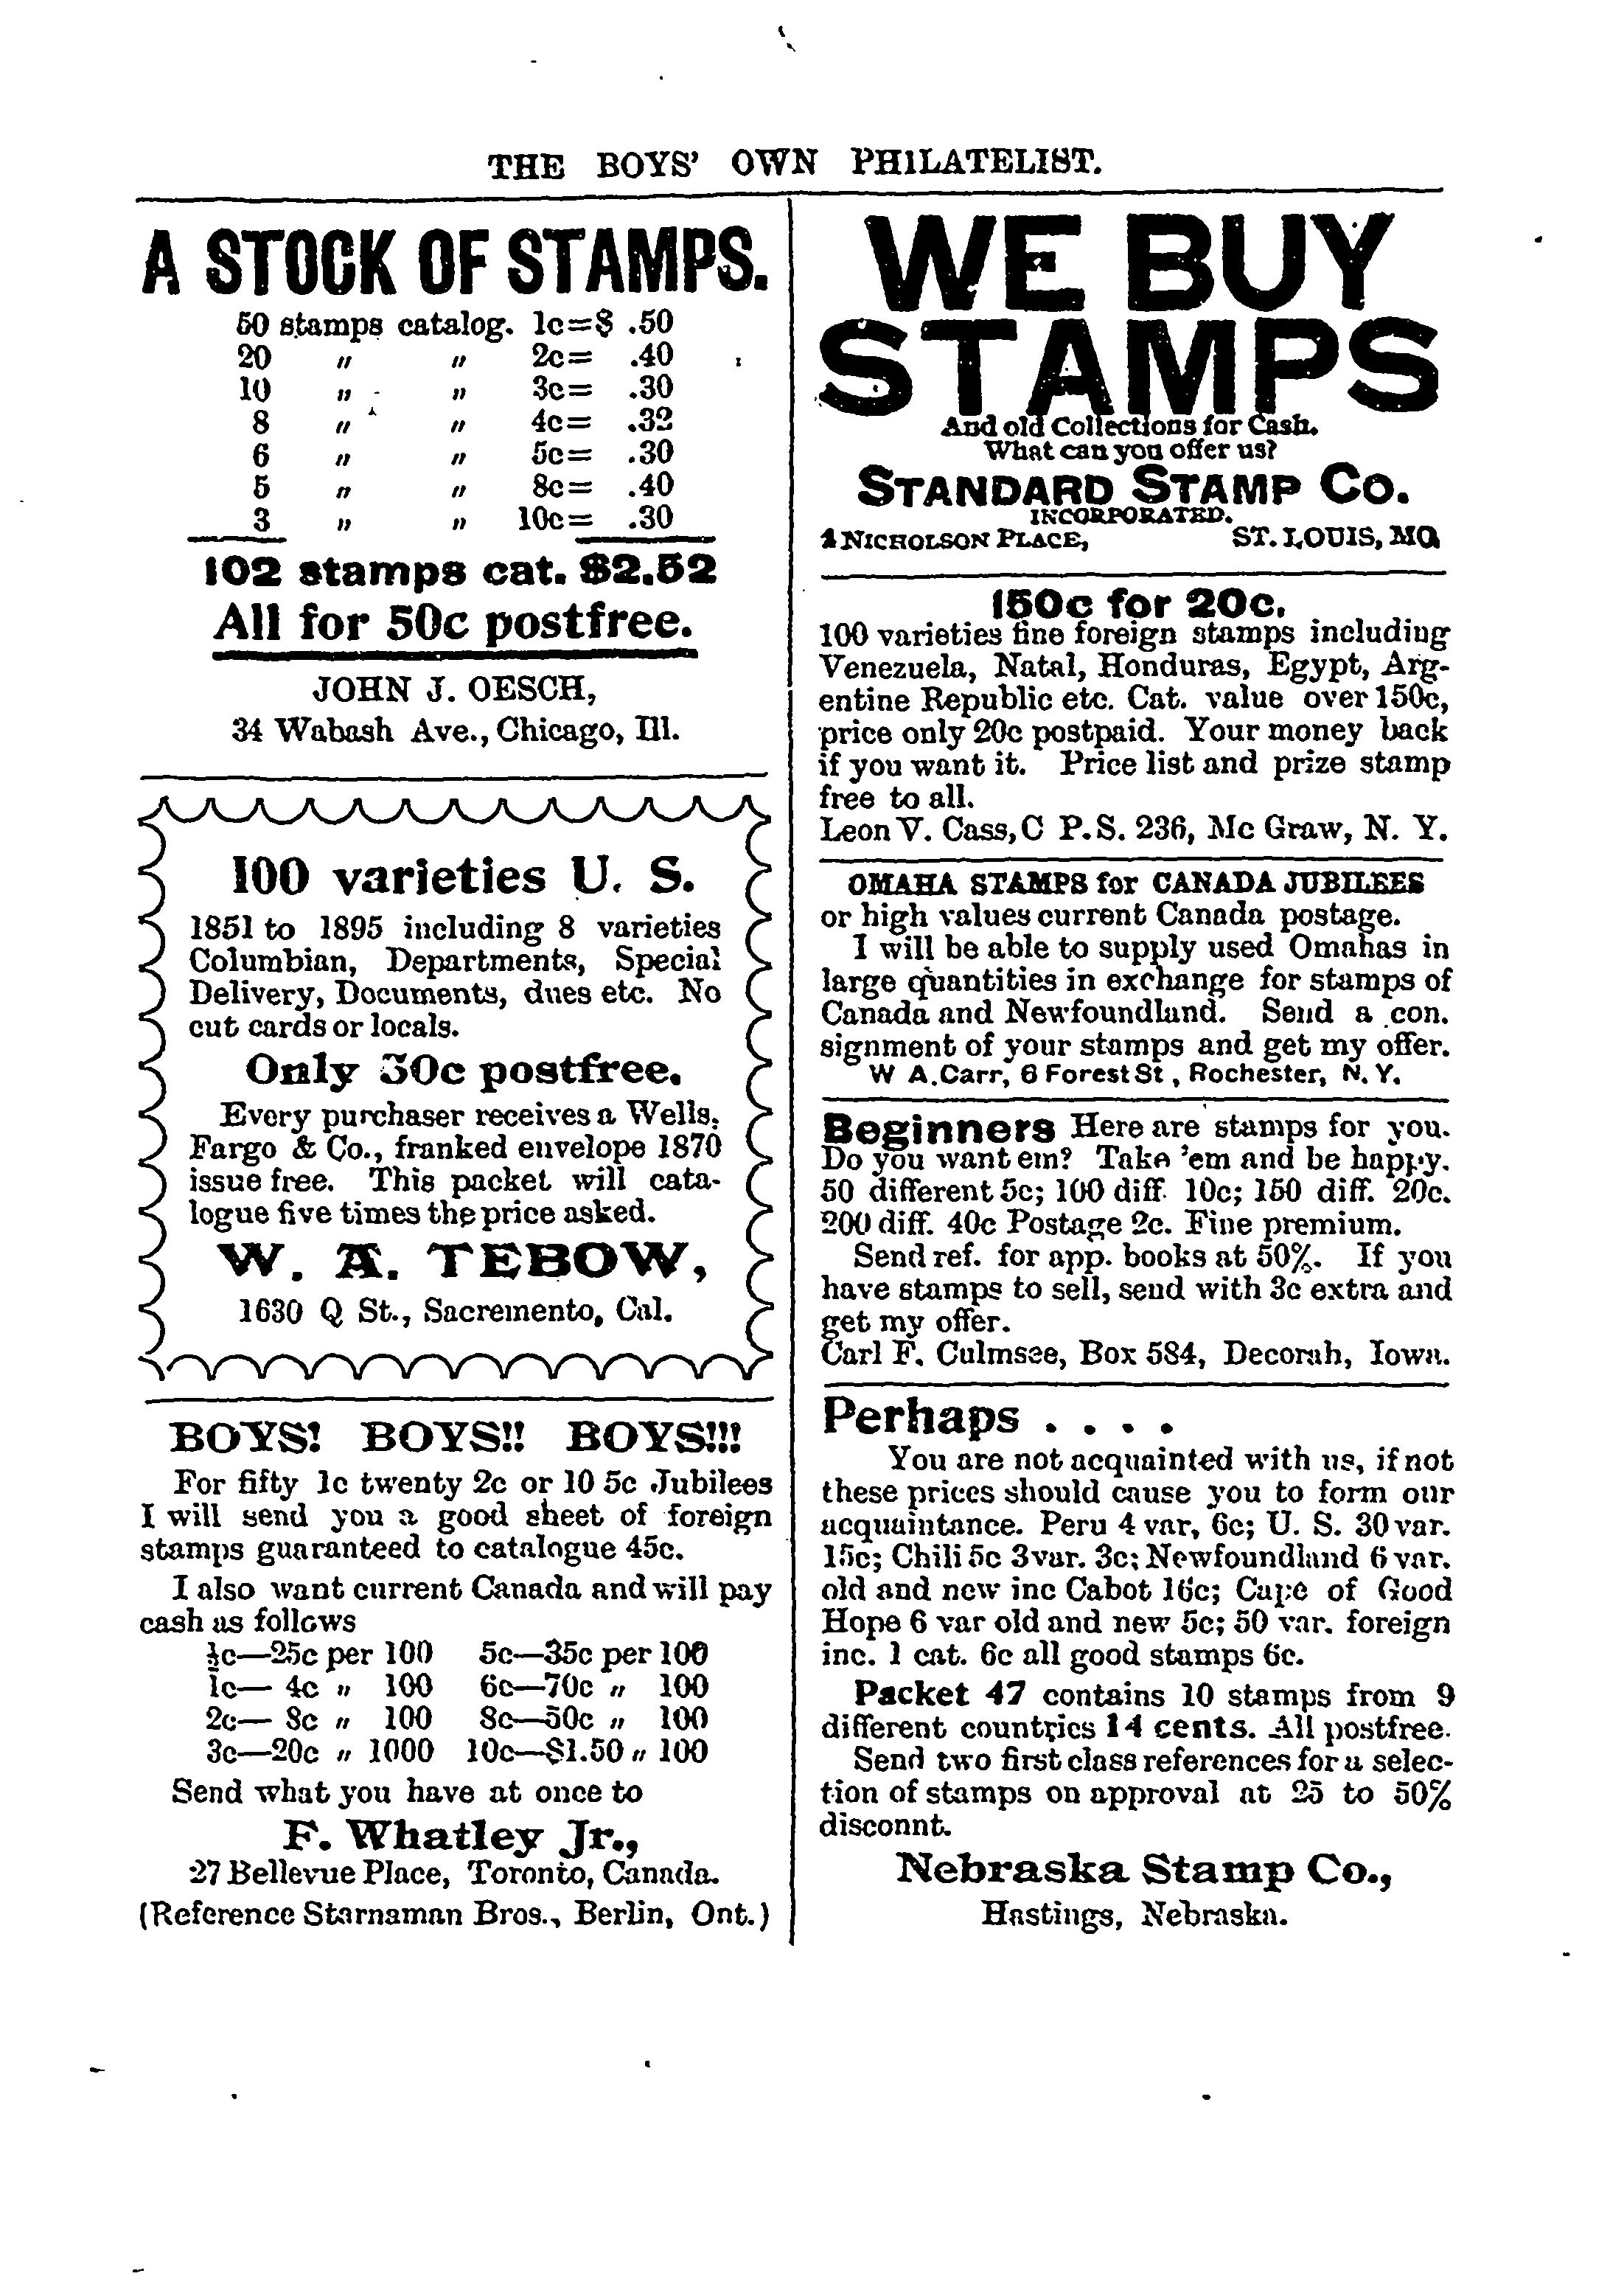 THE BOYS' OWN PHILATELIST.
A STOCK OF STAMPS.
50 stamps catalog. 1c=$ .50
20 " " 2c= .40
10 " " 3c= .30
8 " " 4c= .32
6 " " 5c= .30
5 " " 8c= .40
3 " " 10c= .30
102 stamps cat. $2.52
All for 50c postfree.
JOHN J. OESCH,
34 Wabash Ave., Chicago, Ill.
100 varieties U. S.
1851 to 1895 including 8 varieties
Columbian, Departments, Special
Delivery, Documents, dues etc. No
cut cards or locals.
Only 30c postfree.
Every purchaser receives a Wells,
Fargo & Co., franked envelope 1870
issue free. This packet will cata-
logue five times the price asked.
W. A. TEBOW,
1630 Q St., Sacremento, Cal.
BOYS! BOYS!! BOYS!!!
For fifty 1c twenty 2c or 10 5c Jubilees
I will send you a good sheet of foreign
stamps guaranteed to catalogue 45c.
I also want current Canada and will pay
cash as follows
½c—25c per 100 5c—35c per 100
1c— 4c " 100 6c—70c " 100
2c— 8c " 100 8c—50c " 100
3c—20c " 1000 10c—$1.50 " 100
Send what you have at once to
F. Whatley Jr.,
27 Bellevue Place, Toronto, Canada.
(Reference Starnaman Bros., Berlin, Ont.)
WE BUY
STAMPS
And old Collections for Cash.
What can you offer us?
STANDARD STAMP CO.
INCORPORATED.
4 NICHOLSON PLACE, ST. LOUIS, MO.
150c for 20c.
100 varieties fine foreign stamps including
Venezuela, Natal, Honduras, Egypt, Arg-
entine Republic etc. Cat. value over 150c,
price only 20c postpaid. Your money back
if you want it. Price list and prize stamp
free to all.
Leon V. Cass, C P. S. 236, Mc Graw, N. Y.
OMAHA STAMPS for CANADA JUBILEES
or high values current Canada postage.
I will be able to supply used Omahas in
large quantities in exchange for stamps of
Canada and Newfoundland. Send a con.
signment of your stamps and get my offer.
W A. Carr, 6 Forest St , Rochester, N. Y.
Beginners Here are stamps for you.
Do you want em? Take 'em and be happy.
50 different 5c; 100 diff. 10c; 150 diff. 20c.
200 diff. 40c Postage 2c. Fine premium.
Send ref. for app. books at 50%. If you
have stamps to sell, send with 3c extra and
get my offer.
Carl F. Culmsee, Box 584, Decorah, Iowa.
Perhaps . . . .
You are not acquainted with us, if not
these prices should cause you to form our
acquaintance. Peru 4 var, 6c; U. S. 30 var.
15c; Chili 5c 3 var. 3c; Newfoundland 6 var.
old and new inc Cabot 16c; Cape of Good
Hope 6 var old and new 5c; 50 var. foreign
inc. 1 cat. 6c all good stamps 6c.
Packet 47 contains 10 stamps from 9
different countries 14 cents. All postfree.
Send two first class references for a selec-
tion of stamps on approval at 25 to 50%
disconnt.
Nebraska Stamp Co.,
Hastings, Nebraska.